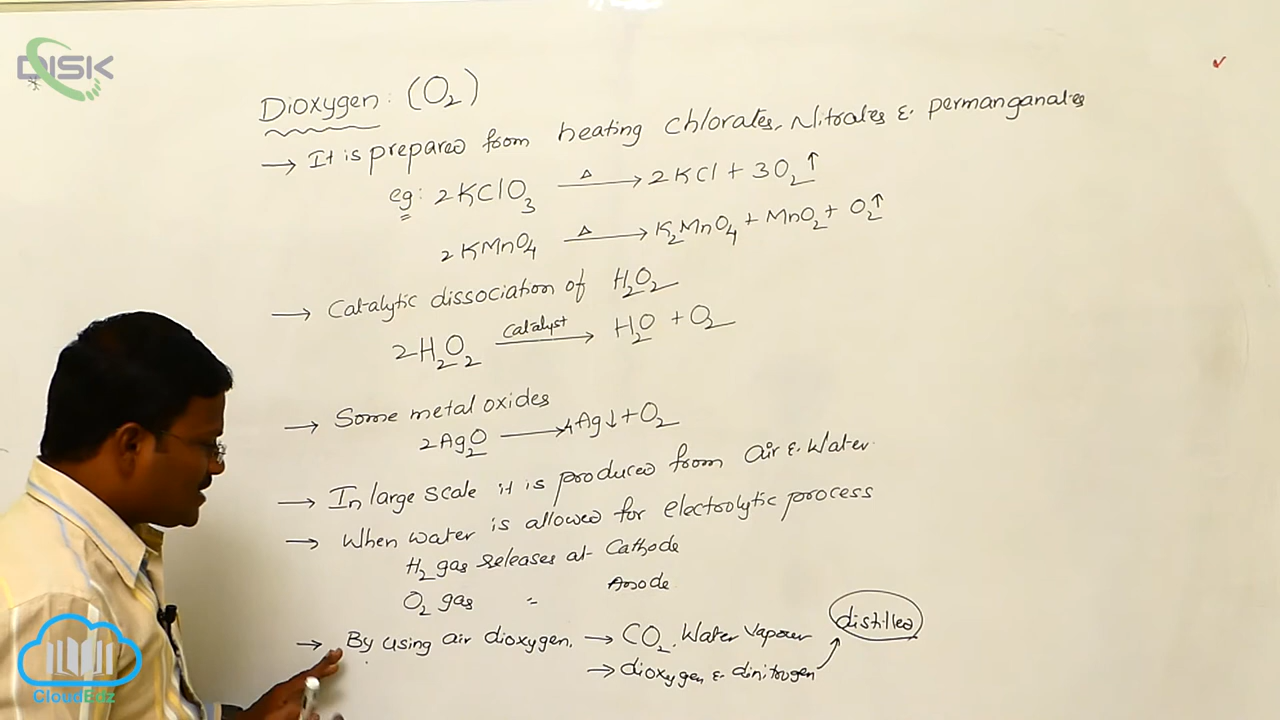 DISK
Dioxygen: (O₂)
→ It is prepared from heating chlorates, Nitrates & permanganates
eg: 2KClO₃ —Δ→ 2KCl + 3O₂↑
2KMnO₄ —Δ→ K₂MnO₄ + MnO₂ + O₂↑
→ Catalytic dissociation of H₂O₂
2H₂O₂ —catalyst→ H₂O + O₂
→ Some metal oxides
2Ag₂O → 4Ag↓ + O₂
→ In large scale it is produced from air & Water.
→ When water is allowed for electrolytic process
H₂ gas releases at Cathode
O₂ gas " Anode
→ By using air dioxygen. → CO₂, Water Vapour distilled
→ dioxygen & dinitrogen
CloudEdz